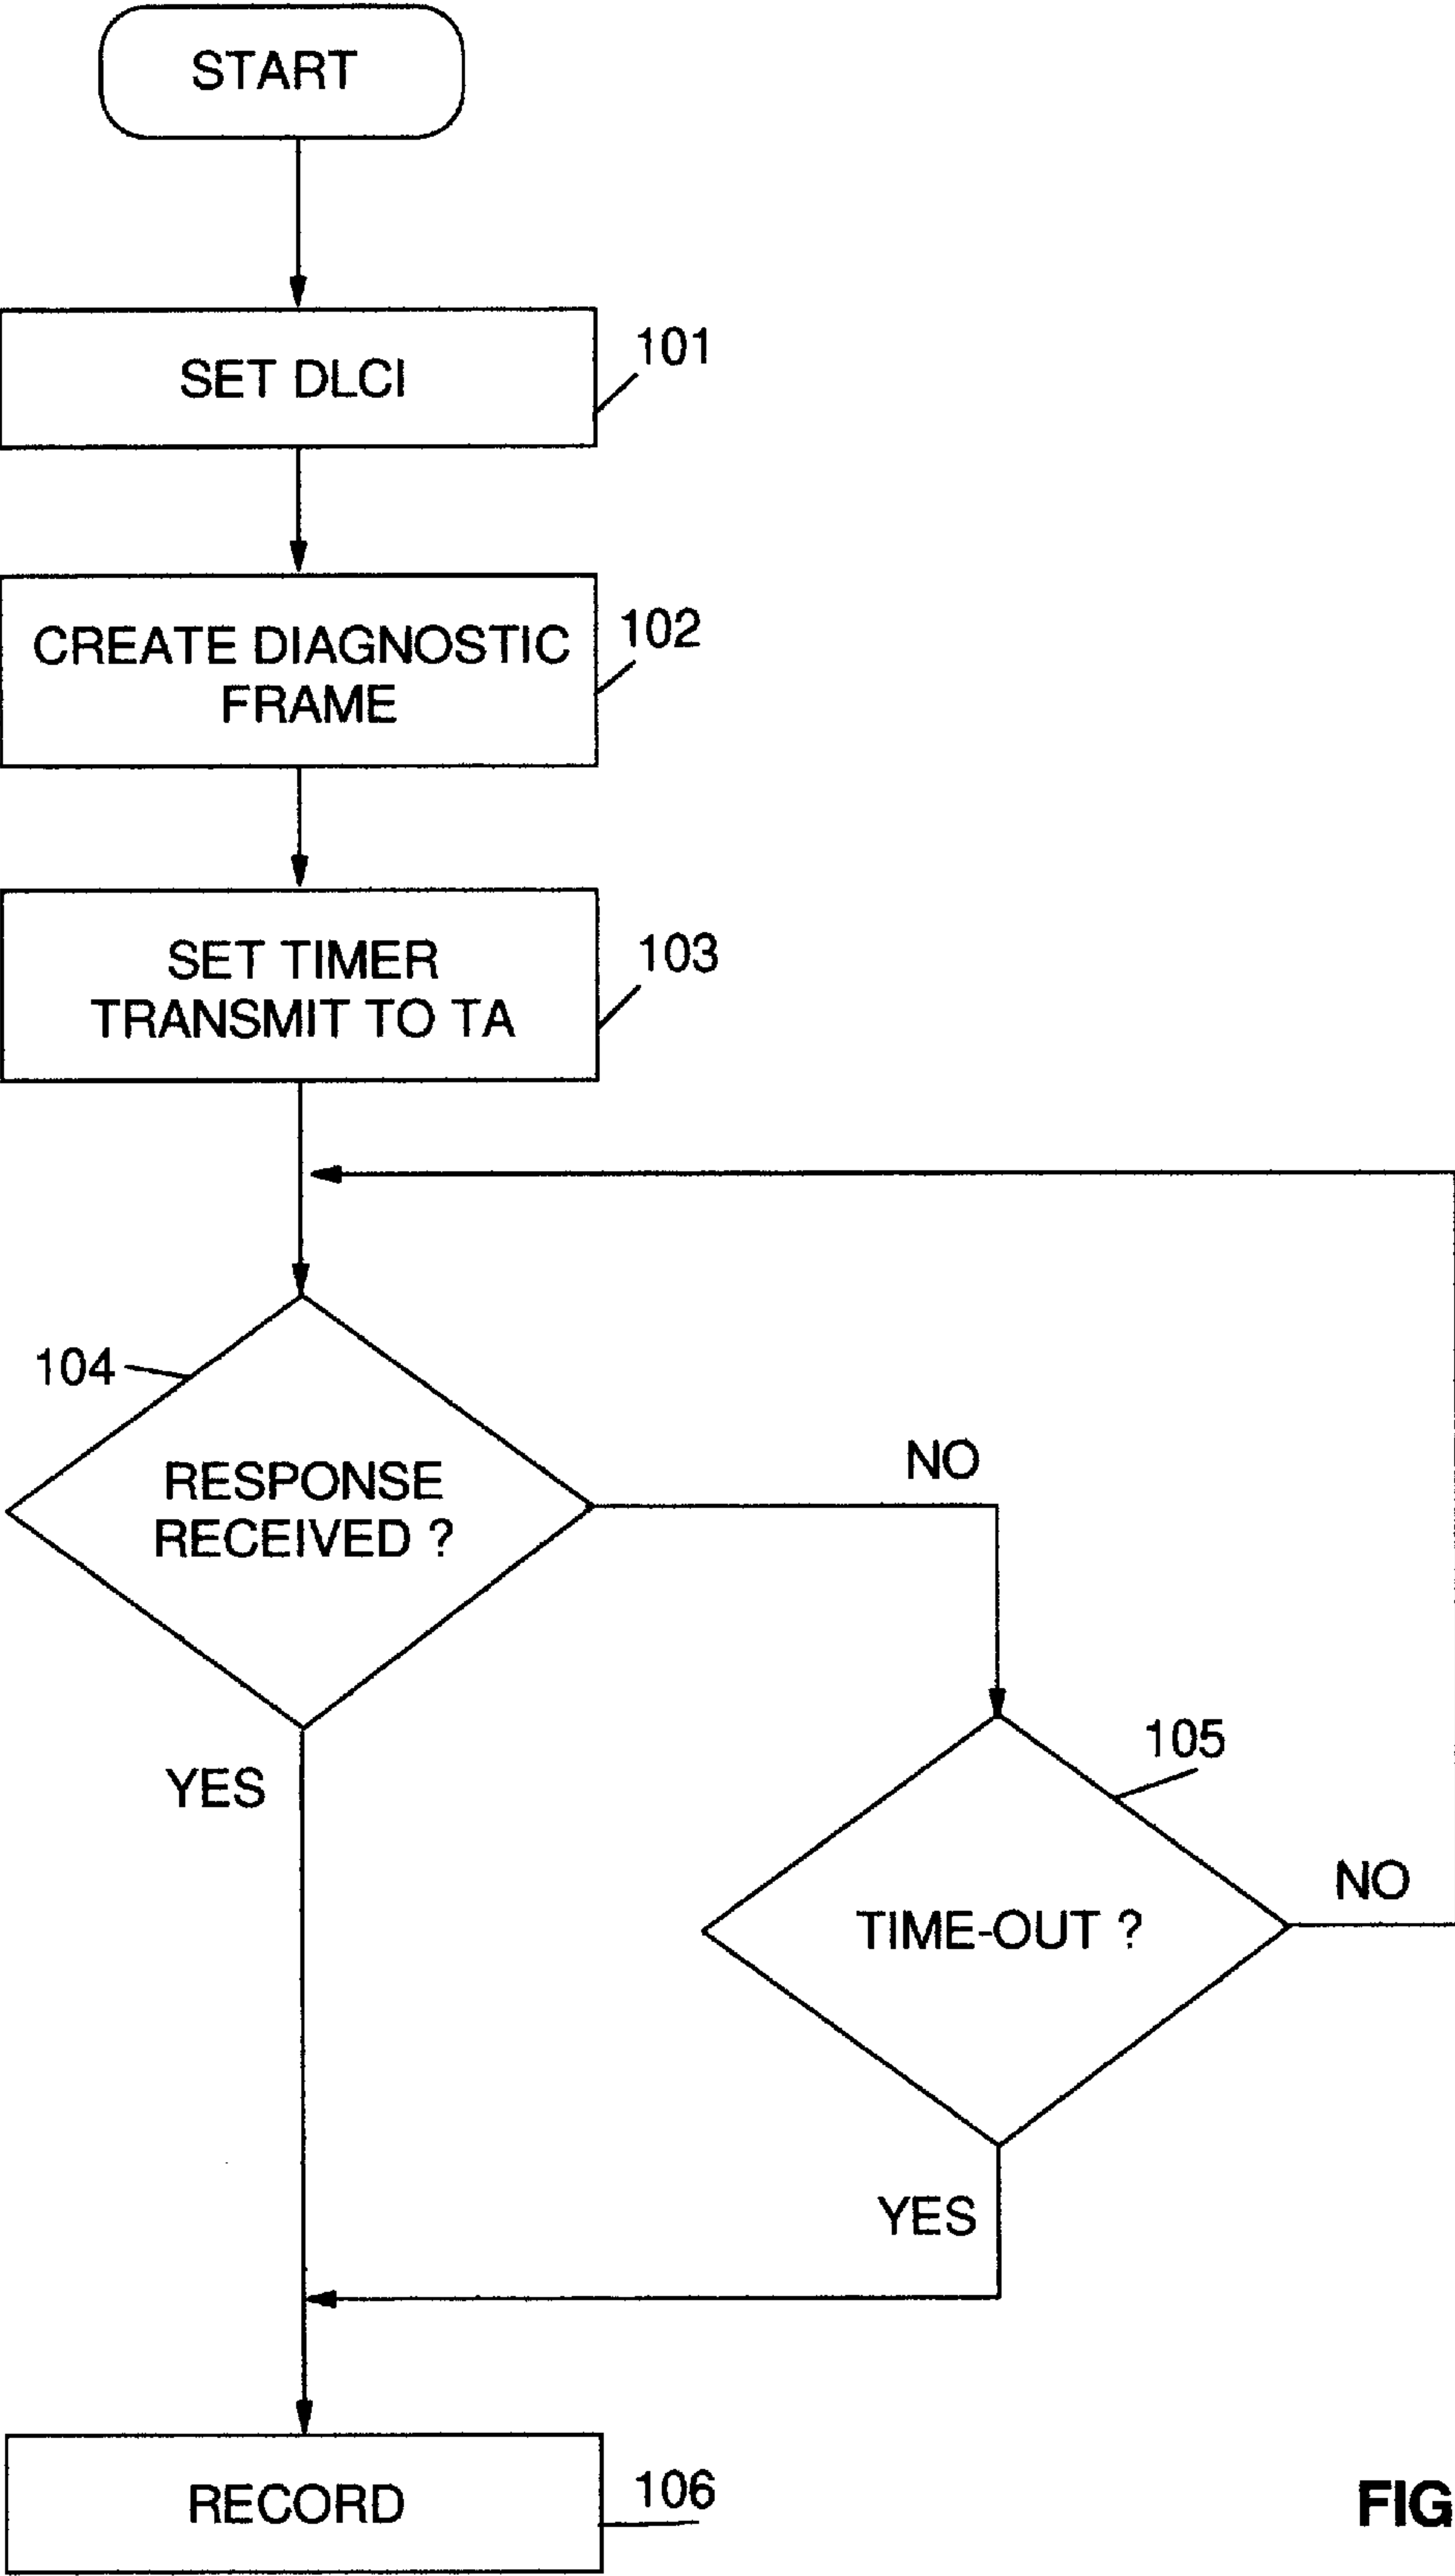 START
SET DLCI
101
CREATE DIAGNOSTIC
FRAME
102
SET TIMER
TRANSMIT TO TA
103
104
RESPONSE
RECEIVED ?
NO
YES
105
TIME-OUT ?
NO
YES
RECORD
106
FIG